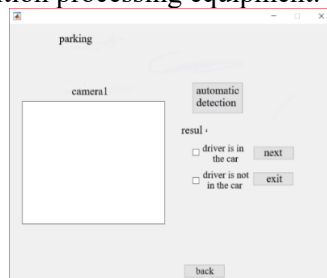 tion processing equipment.
parking
camera1
automatic
detection
resul :
driver is in
the car
next
driver is not
in the car
exit
back